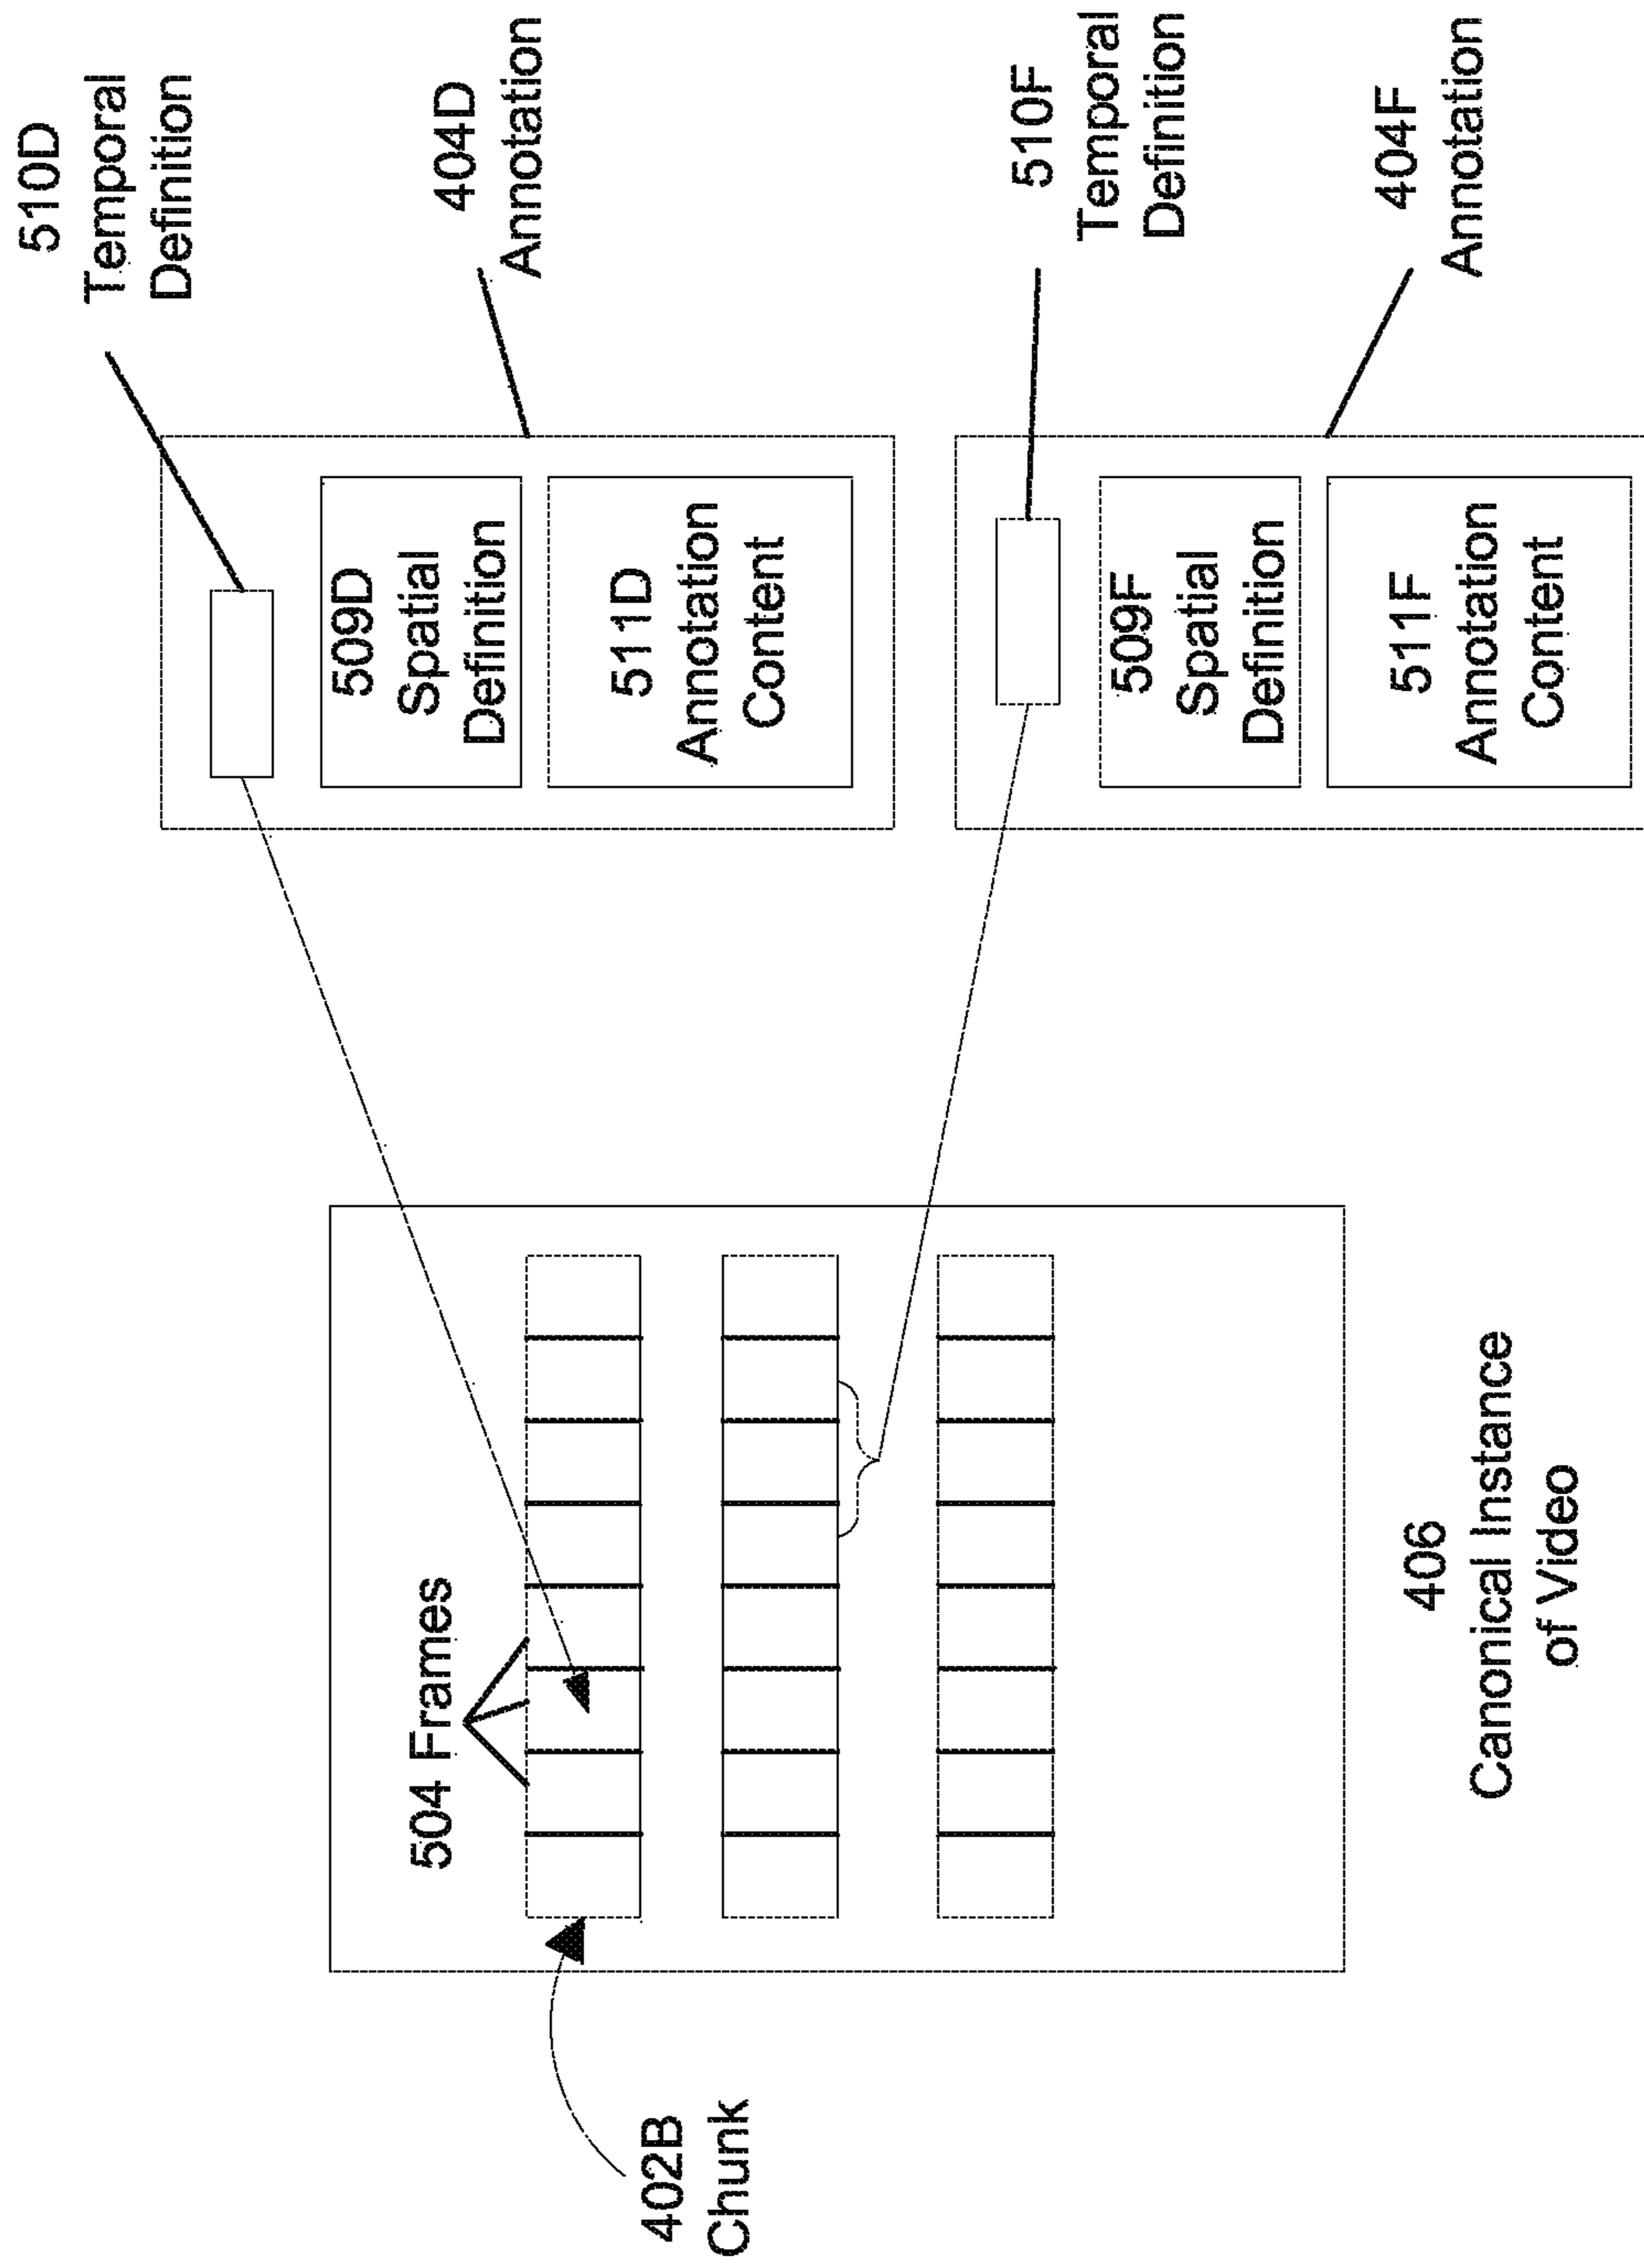 510D
Temporal
Definition
404D
Annotation
509D
Spatial
Definition
511D
Annotation
Content
510F
Temporal
Definition
404F
Annotation
509F
Spatial
Definition
511F
Annotation
Content
504 Frames
402B
Chunk
406
Canonical Instance
of Video